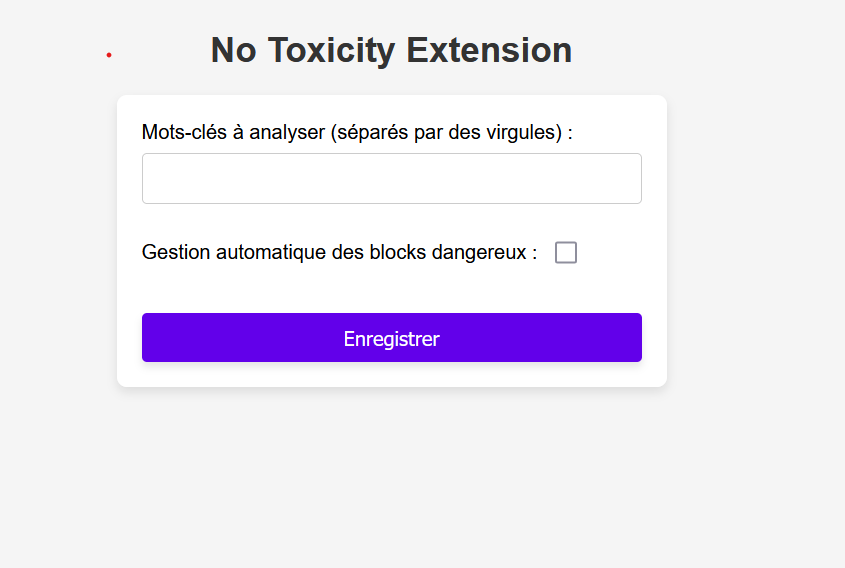 No Toxicity Extension
Mots-clés à analyser (séparés par des virgules) :
Gestion automatique des blocks dangereux :
Enregistrer